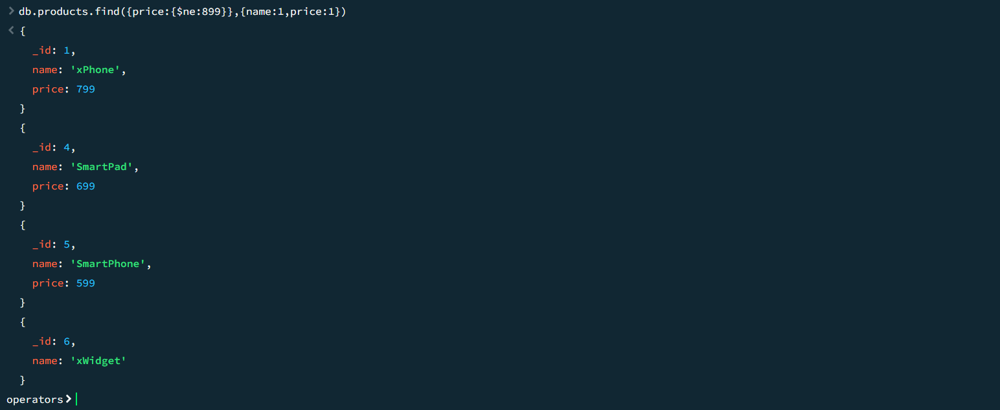 > db.products.find({price:{$ne:899}},{name:1,price:1})
< {
_id: 1,
name: 'xPhone',
price: 799
}
{
_id: 4,
name: 'SmartPad',
price: 699
}
{
_id: 5,
name: 'SmartPhone',
price: 599
}
{
_id: 6,
name: 'xWidget'
}
operators>